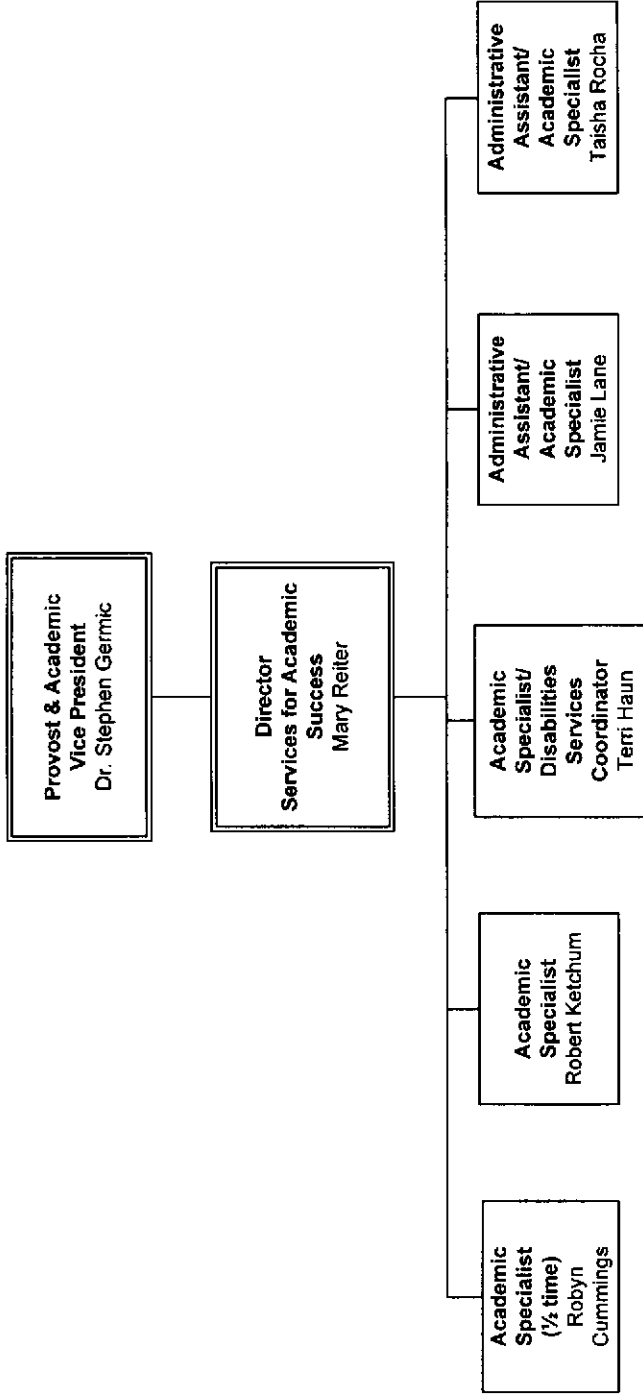 Provost & Academic
Vice President
Dr. Stephen Germic
Director
Services for Academic
Success
Mary Reiter
Academic
Specialist
(½ time)
Robyn
Cummings
Academic
Specialist
Robert Ketchum
Academic
Specialist/
Disabilities
Services
Coordinator
Terri Haun
Administrative
Assistant/
Academic
Specialist
Jamie Lane
Administrative
Assistant/
Academic
Specialist
Taisha Rocha